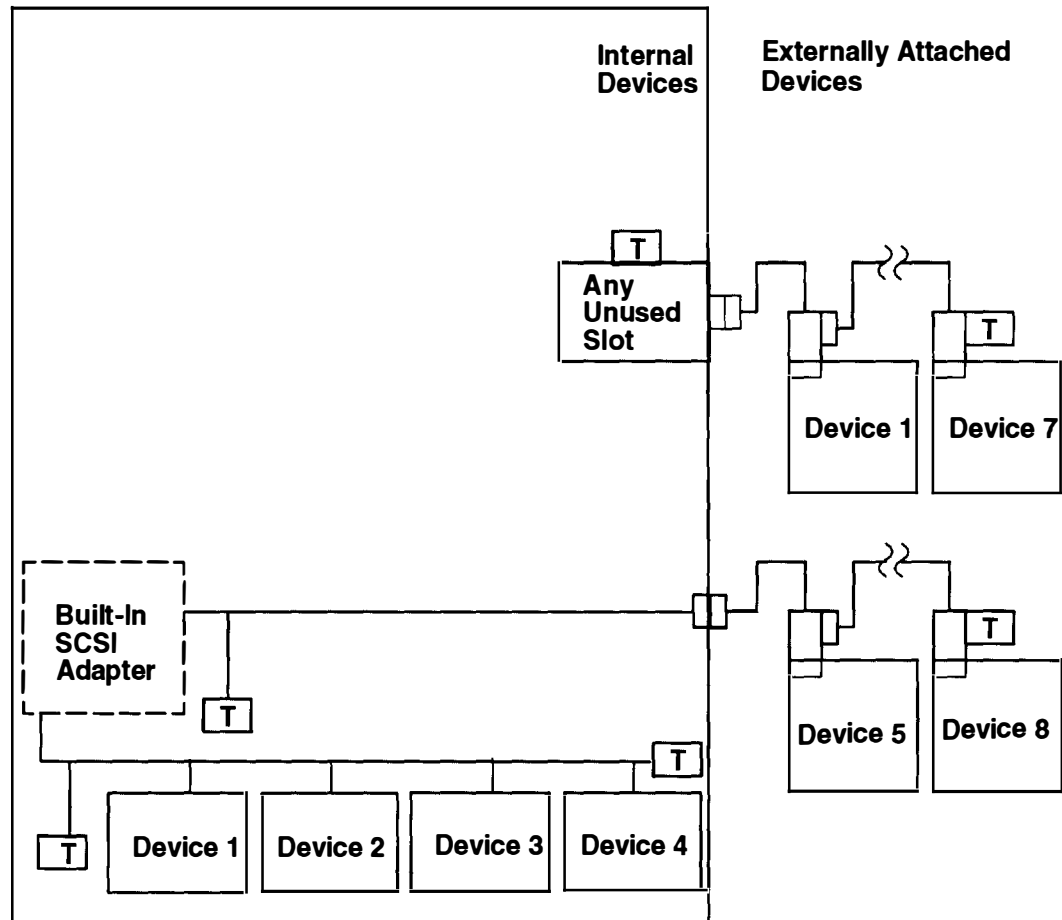 Internal
Devices
Externally Attached
Devices
T
Any
Unused
Slot
T
Device 1
Device 7
Built-In
SCSI
Adapter
T
T
Device 5
Device 8
T
T
Device 1
Device 2
Device 3
Device 4